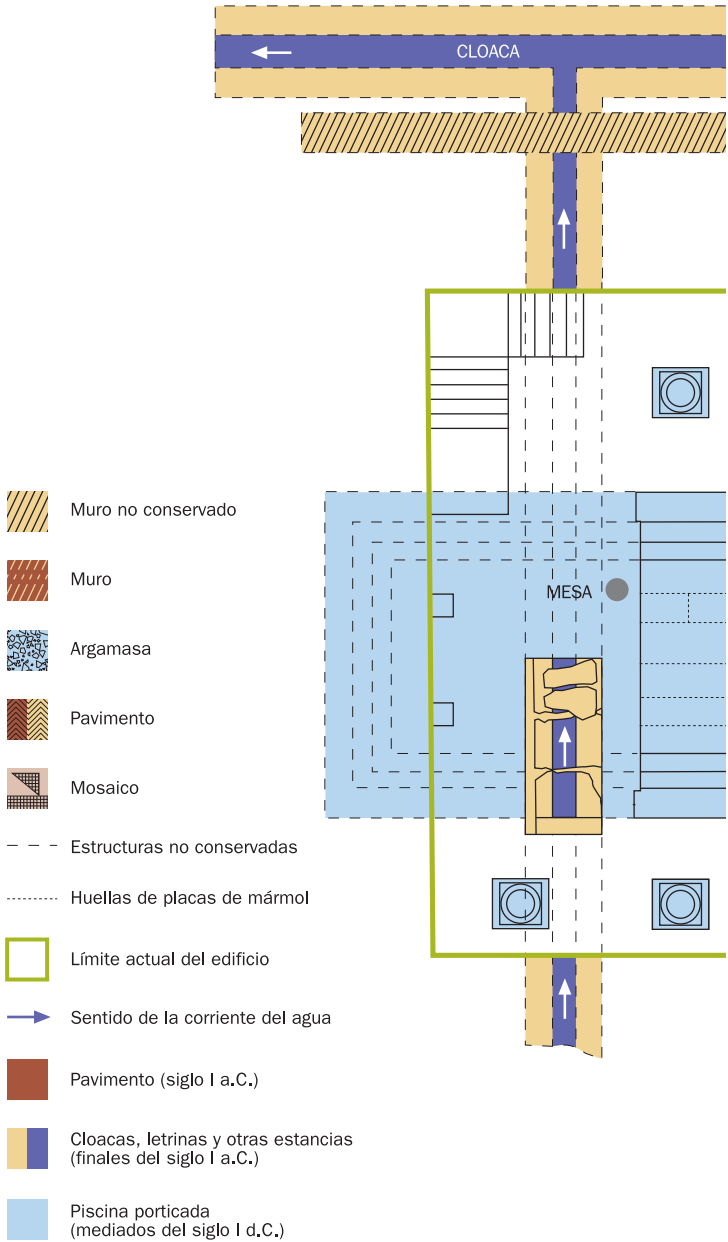 CLOACA
MESA
Muro no conservado
Muro
Argamasa
Pavimento
Mosaico
Estructuras no conservadas
Huellas de placas de mármol
Límite actual del edificio
Sentido de la corriente del agua
Pavimento (siglo I a.C.)
Cloacas, letrinas y otras estancias
(finales del siglo I a.C.)
Piscina porticada
(mediados del siglo I d.C.)